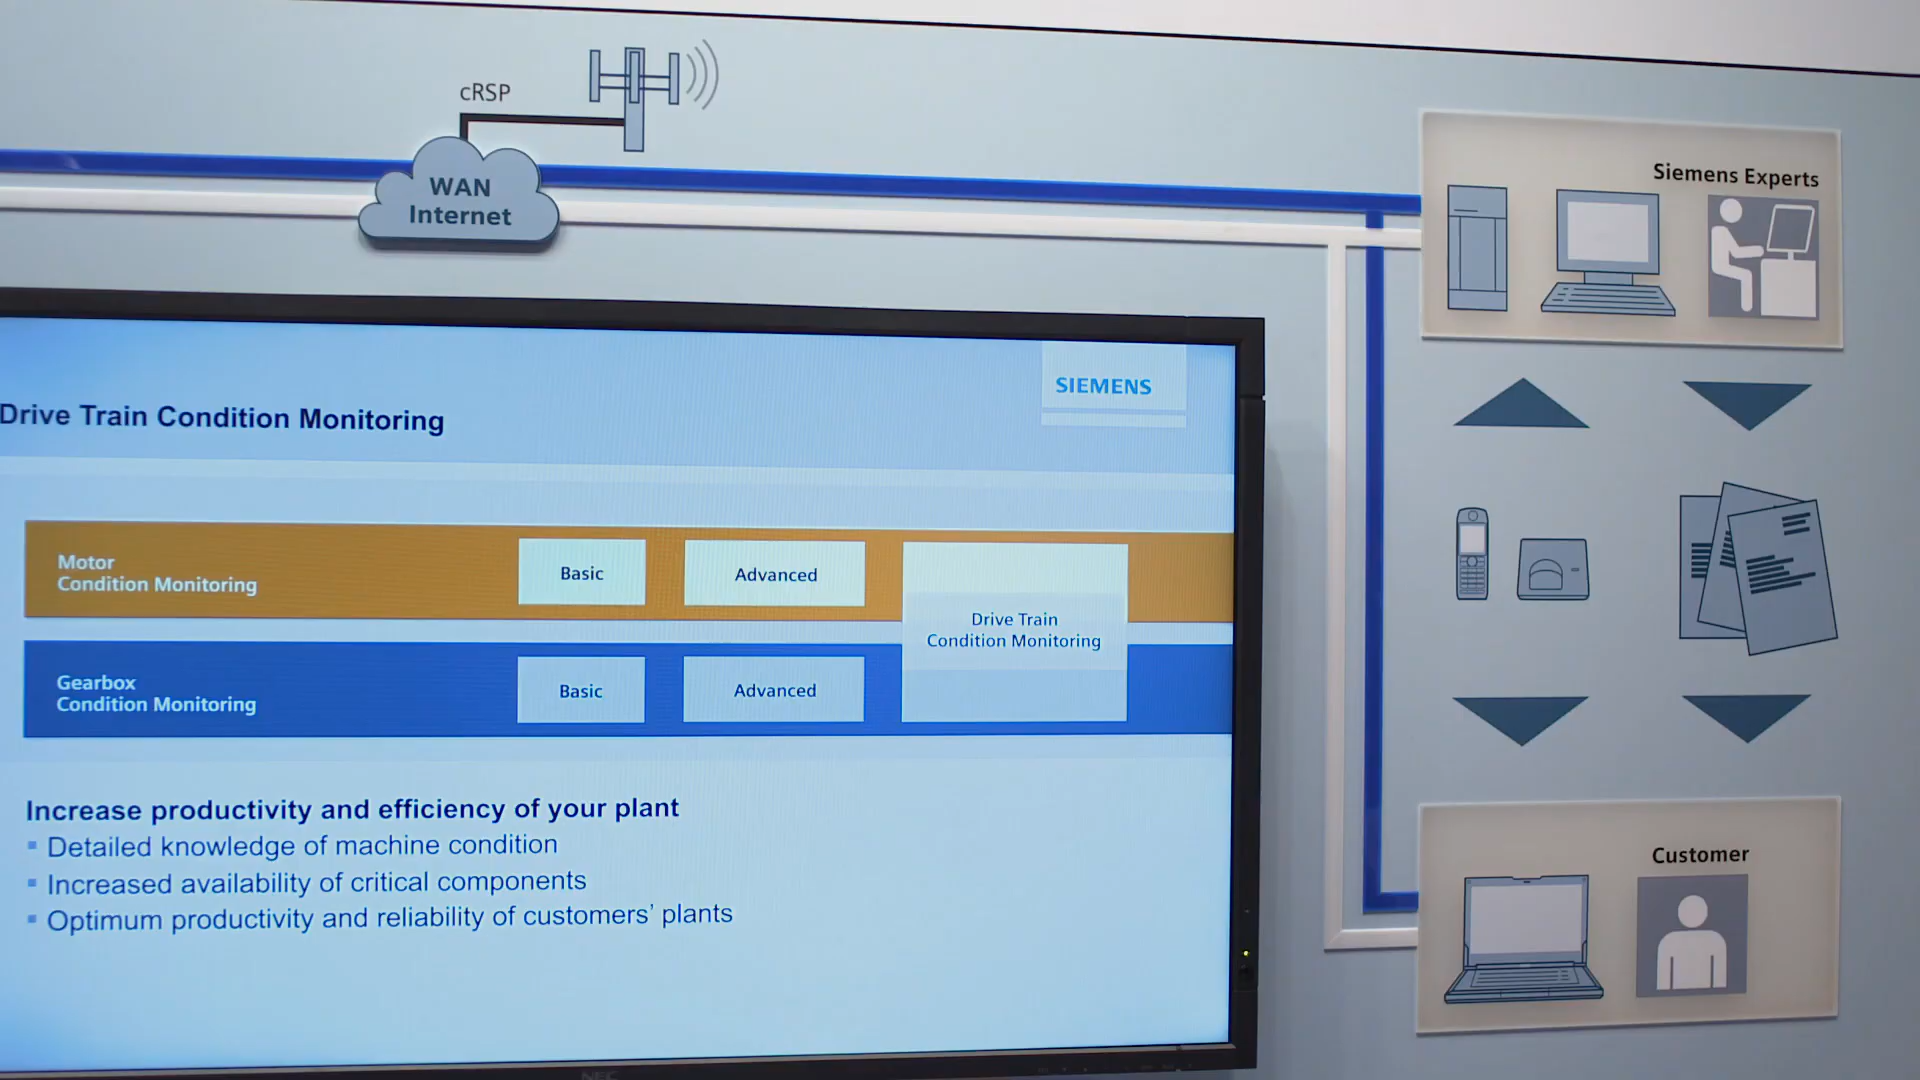 cRSP
WAN
Internet
Siemens Experts
SIEMENS
Drive Train Condition Monitoring
Motor
Condition Monitoring
Basic
Advanced
Drive Train
Condition Monitoring
Gearbox
Condition Monitoring
Basic
Advanced
Increase productivity and efficiency of your plant
Detailed knowledge of machine condition
Increased availability of critical components
Optimum productivity and reliability of customers’ plants
Customer
NEC